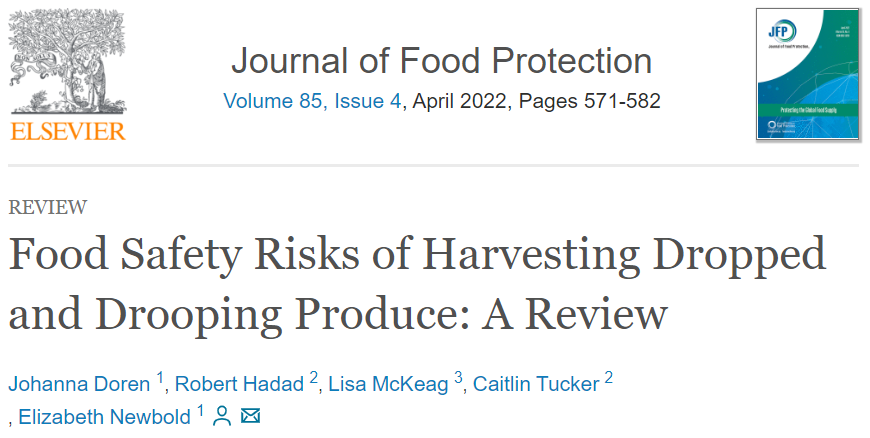 ELSEVIER
Journal of Food Protection
Volume 85, Issue 4, April 2022, Pages 571-582
JFP
Journal of Food Protection
Protecting the Global Food Supply
REVIEW
Food Safety Risks of Harvesting Dropped
and Drooping Produce: A Review
Johanna Doren 1, Robert Hadad 2, Lisa McKeag 3, Caitlin Tucker 2
, Elizabeth Newbold 1